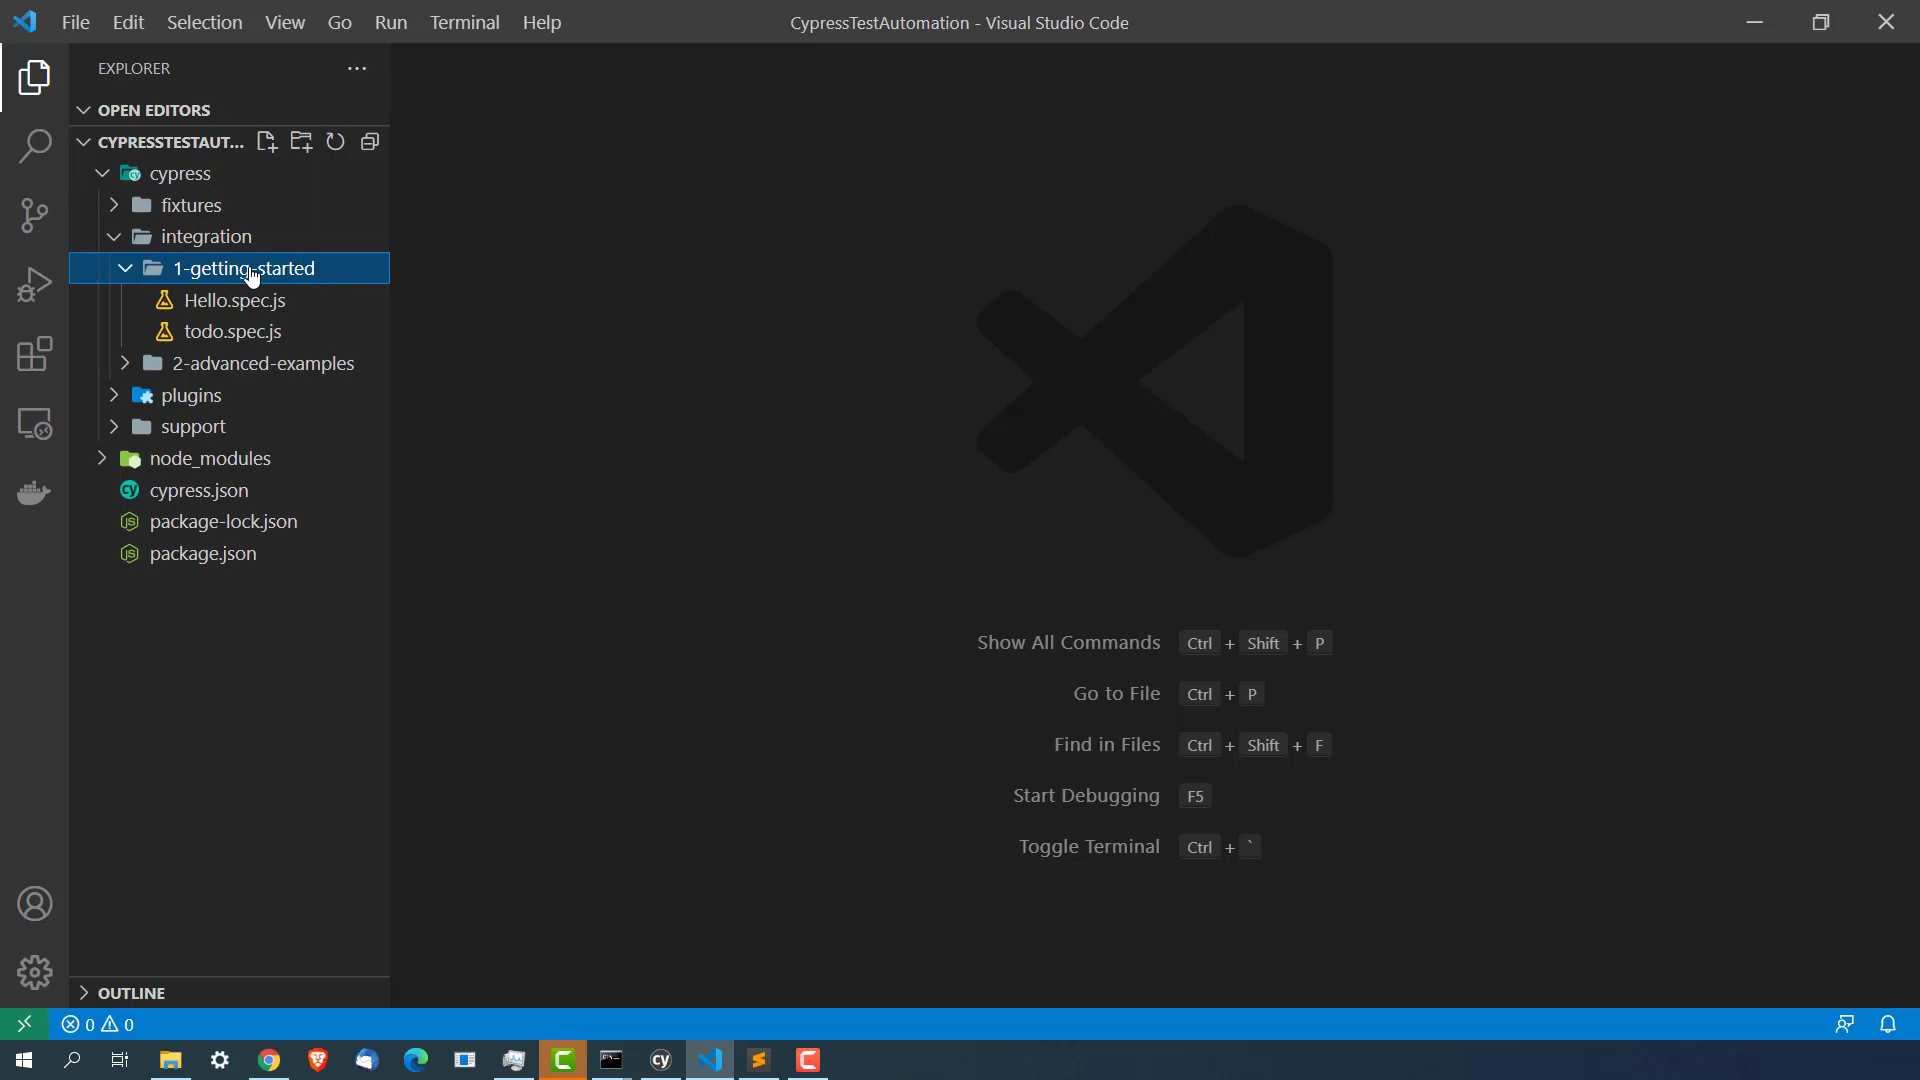 File Edit Selection View Go Run Terminal Help
CypressTestAutomation - Visual Studio Code
EXPLORER
OPEN EDITORS
CYPRESSTESTAUT...
cypress
fixtures
integration
1-getting-started
Hello.spec.js
todo.spec.js
2-advanced-examples
plugins
support
node_modules
cypress.json
package-lock.json
package.json
Show All Commands Ctrl + Shift + P
Go to File Ctrl + P
Find in Files Ctrl + Shift + F
Start Debugging F5
Toggle Terminal Ctrl + `
OUTLINE
0 0